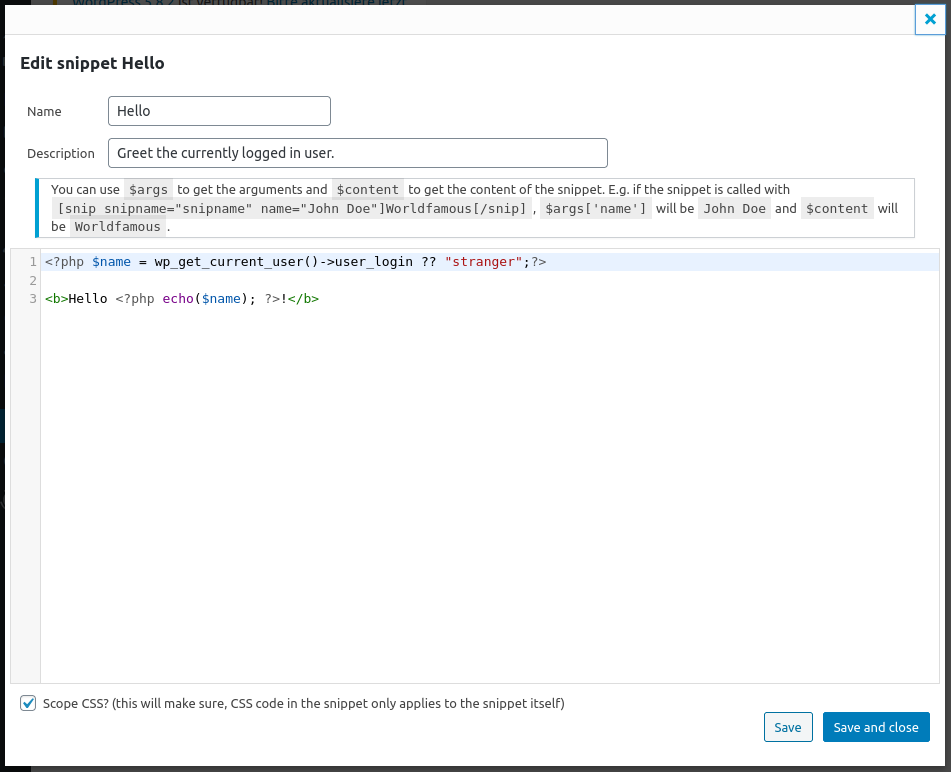 WordPress 5.8.2 ist verfügbar! Bitte aktualisiere jetzt
Edit snippet Hello
Name Hello
Description Greet the currently logged in user.
You can use $args to get the arguments and $content to get the content of the snippet. E.g. if the snippet is called with
[snip snipname="snipname" name="John Doe"]Worldfamous[/snip] , $args['name'] will be John Doe and $content will
be Worldfamous .
1 <?php $name = wp_get_current_user()->user_login ?? "stranger";?>
2
3 <b>Hello <?php echo($name); ?>!</b>
Scope CSS? (this will make sure, CSS code in the snippet only applies to the snippet itself)
Save Save and close